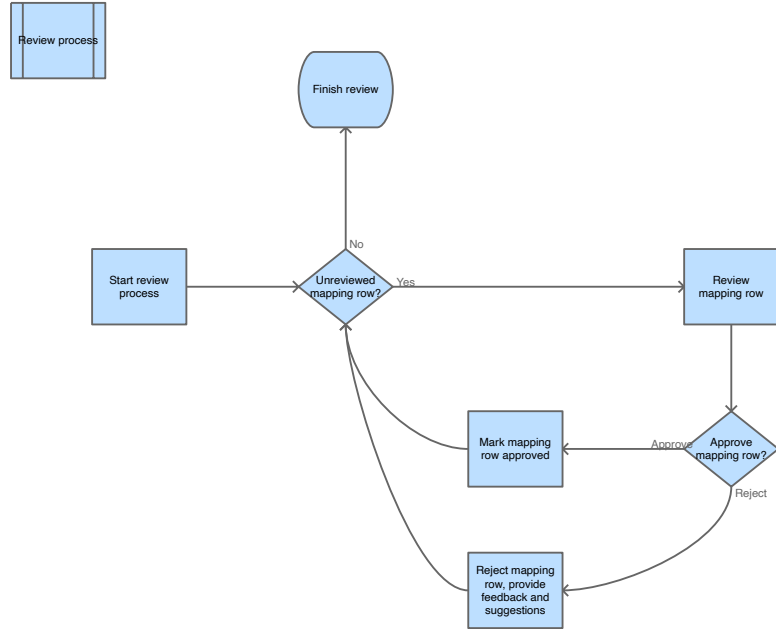 Review process
Finish review
No
Start review
process
Unreviewed
mapping row?
Yes
Review
mapping row
Mark mapping
row approved
Approve
Approve
mapping row?
Reject
Reject mapping
row, provide
feedback and
suggestions